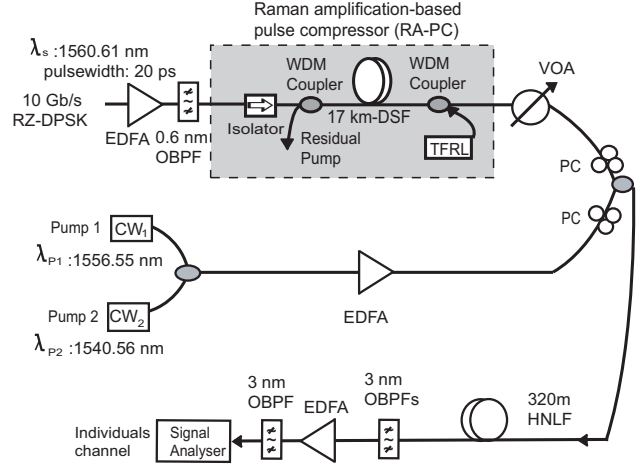 Raman amplification-based
pulse compressor (RA-PC)
λs :1560.61 nm
pulsewidth: 20 ps
10 Gb/s
RZ-DPSK
EDFA
0.6 nm
OBPF
Isolator
WDM
Coupler
17 km-DSF
WDM
Coupler
Residual
Pump
TFRL
VOA
PC
PC
Pump 1
CW1
λP1 :1556.55 nm
Pump 2
CW2
λP2 :1540.56 nm
EDFA
3 nm
OBPF
EDFA
3 nm
OBPFs
320m
HNLF
Individuals
channel
Signal
Analyser